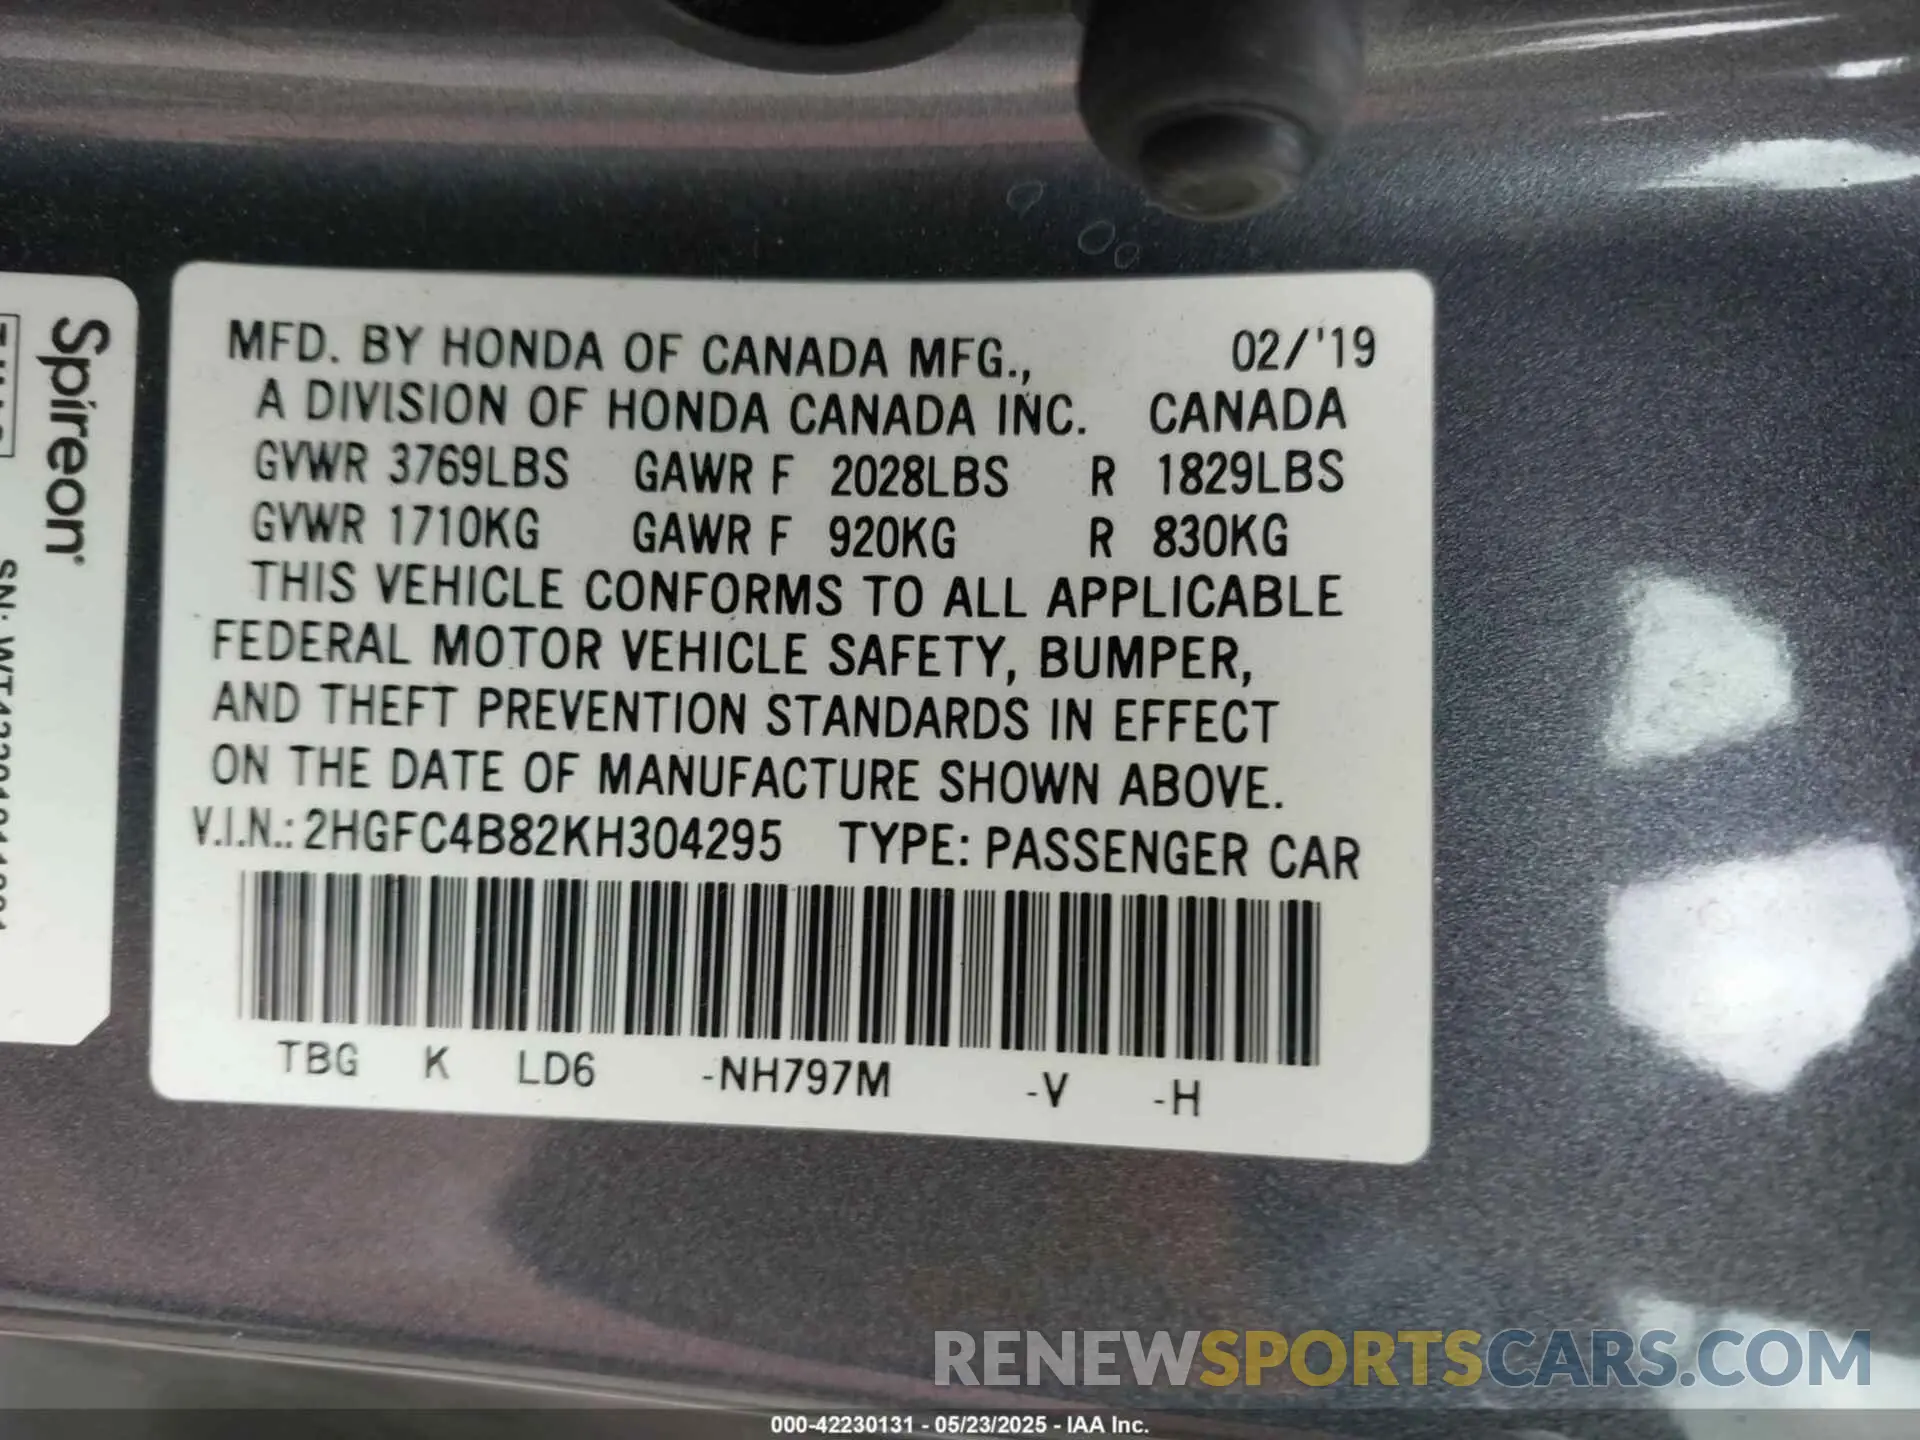 MFD. BY HONDA OF CANADA MFG., 02/'19
A DIVISION OF HONDA CANADA INC. CANADA
GVWR 3769LBS GAWR F 2028LBS R 1829LBS
GVWR 1710KG GAWR F 920KG R 830KG
THIS VEHICLE CONFORMS TO ALL APPLICABLE
FEDERAL MOTOR VEHICLE SAFETY, BUMPER,
AND THEFT PREVENTION STANDARDS IN EFFECT
ON THE DATE OF MANUFACTURE SHOWN ABOVE.
V.I.N.: 2HGFC4B82KH304295 TYPE: PASSENGER CAR
TBG K LD6 -NH797M -V -H
Spireon
SN:
RENEWSPORTSCARS.COM
000-42230131 - 05/23/2025 - IAA Inc.